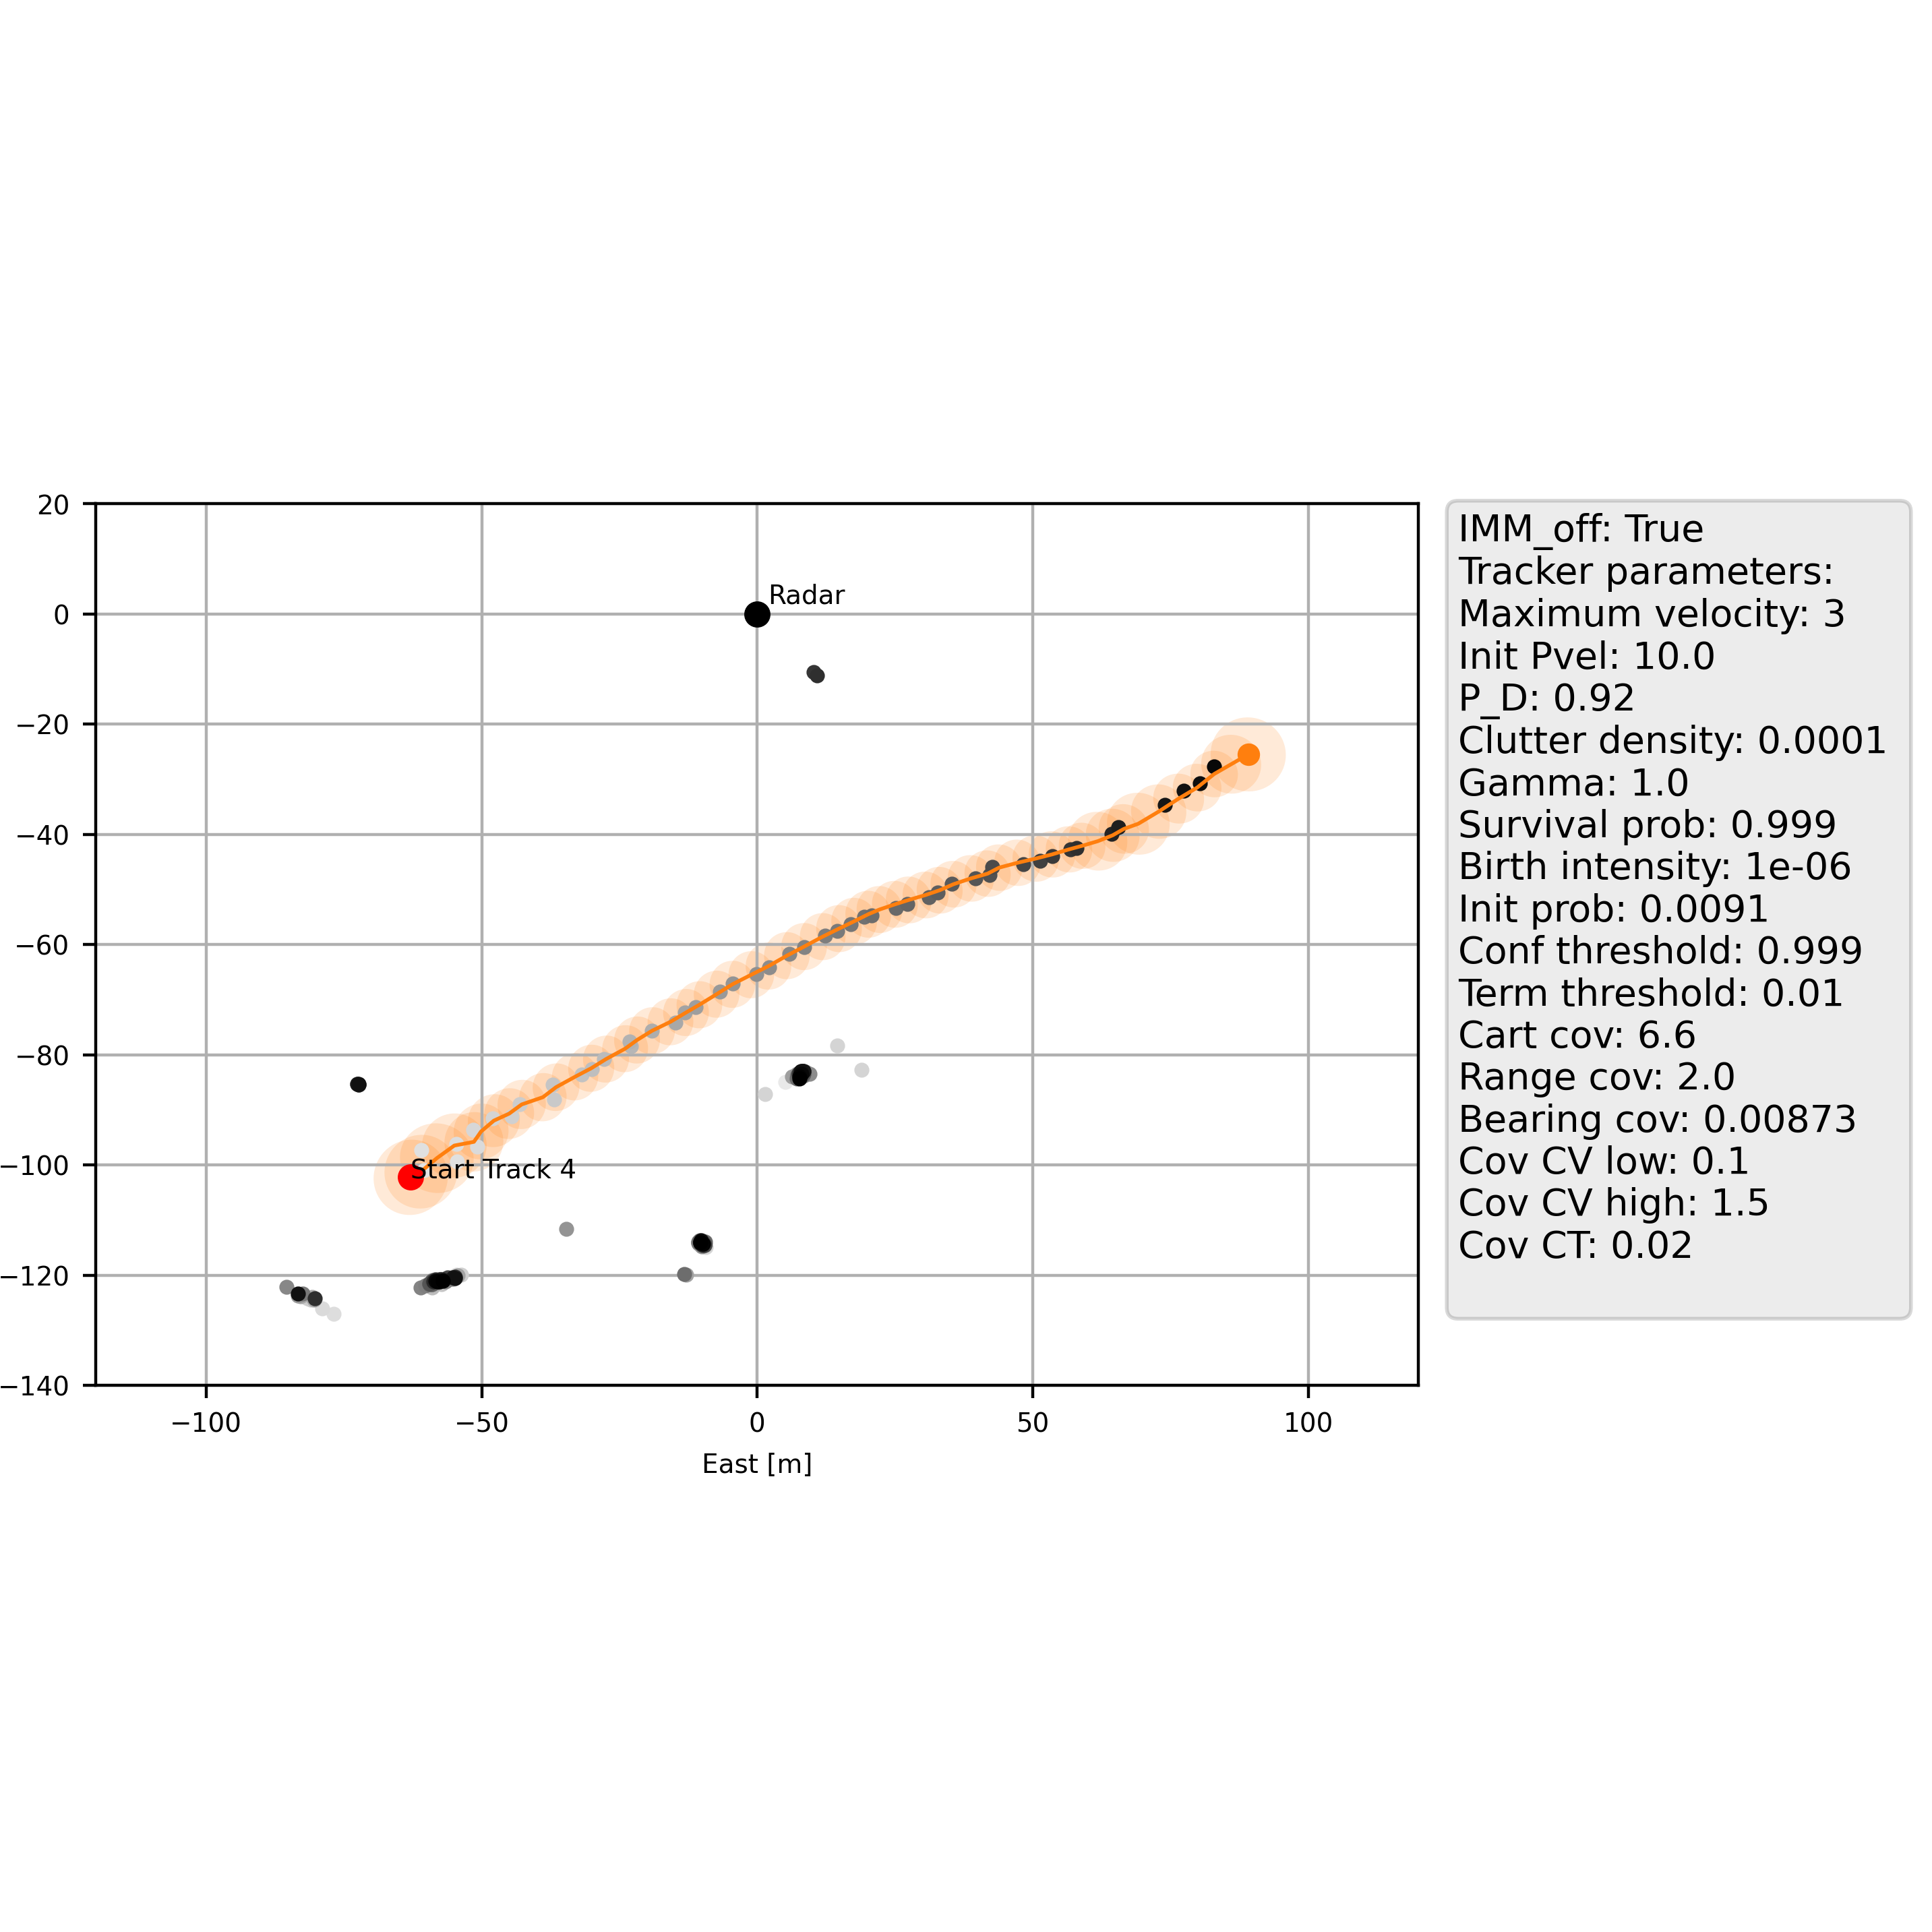 20
0
−20
−40
−60
−80
−100
−120
−140
−100
−50
0
50
100
East [m]
Radar
Start Track 4
IMM_off: True
Tracker parameters:
Maximum velocity: 3
Init Pvel: 10.0
P_D: 0.92
Clutter density: 0.0001
Gamma: 1.0
Survival prob: 0.999
Birth intensity: 1e-06
Init prob: 0.0091
Conf threshold: 0.999
Term threshold: 0.01
Cart cov: 6.6
Range cov: 2.0
Bearing cov: 0.00873
Cov CV low: 0.1
Cov CV high: 1.5
Cov CT: 0.02